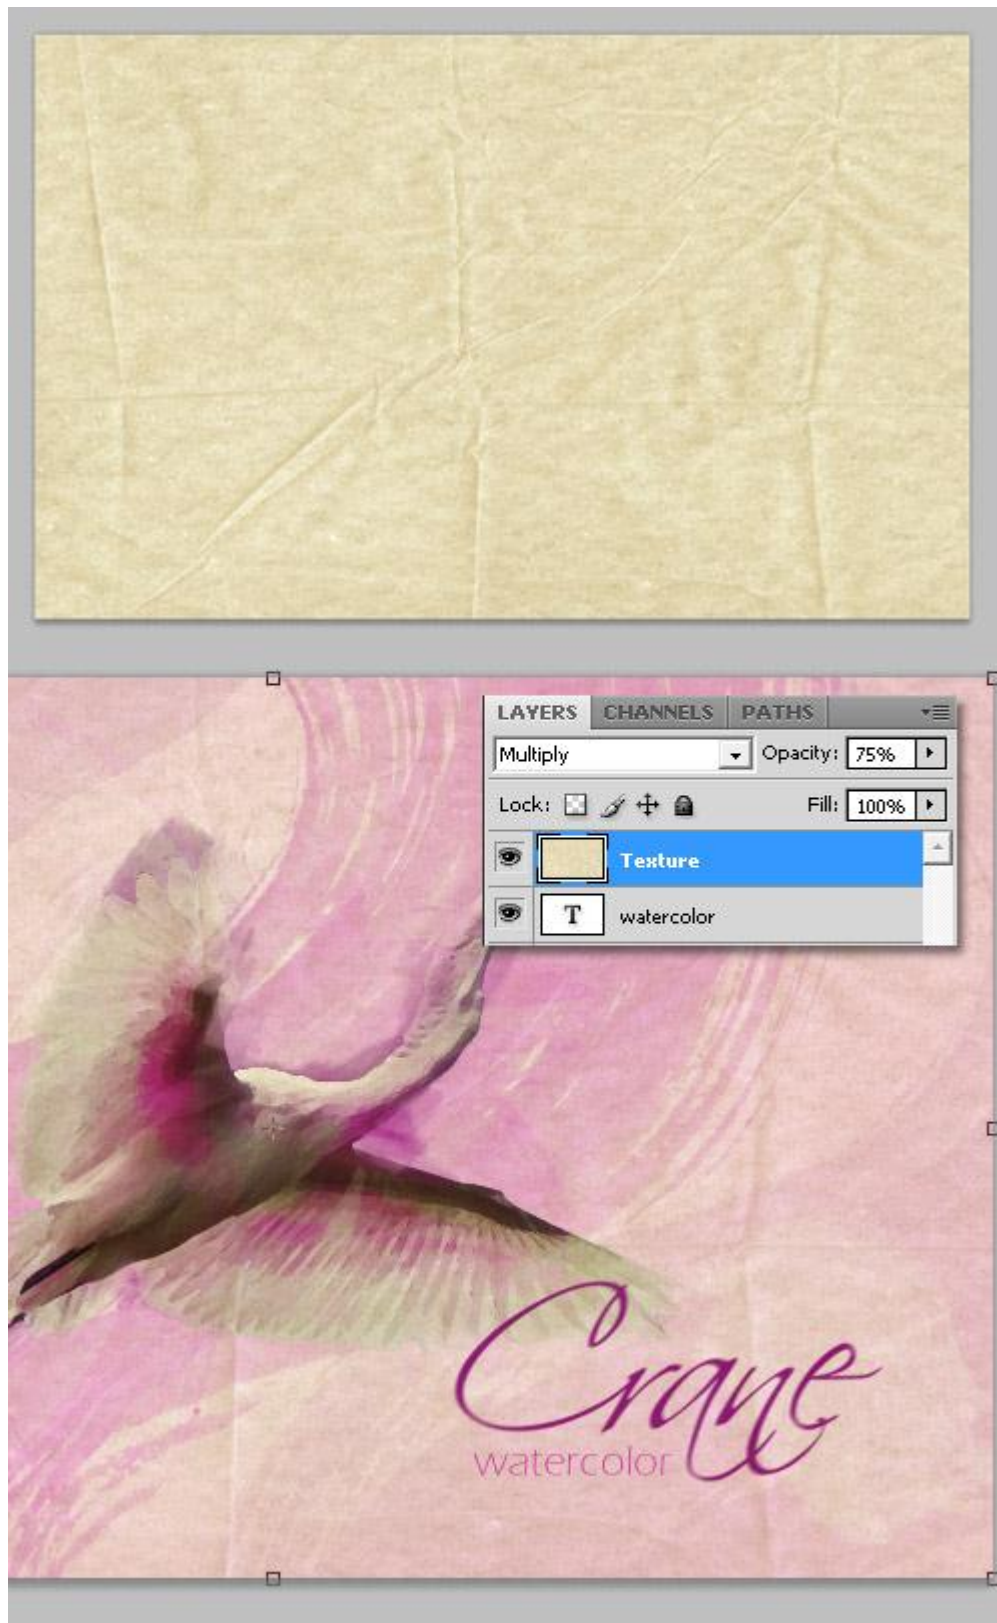 LAYERS CHANNELS PATHS
Multiply Opacity: 75%
Lock: Fill: 100%
Texture
T watercolor
Crane
watercolor